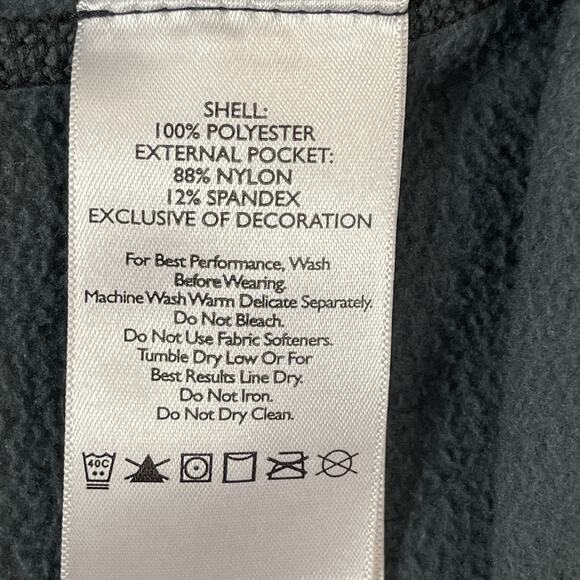 SHELL:
100% POLYESTER
EXTERNAL POCKET:
88% NYLON
12% SPANDEX
EXCLUSIVE OF DECORATION
For Best Performance, Wash
Before Wearing.
Machine Wash Warm Delicate Separately.
Do Not Bleach.
Do Not Use Fabric Softeners.
Tumble Dry Low Or For
Best Results Line Dry.
Do Not Iron.
Do Not Dry Clean.
40C